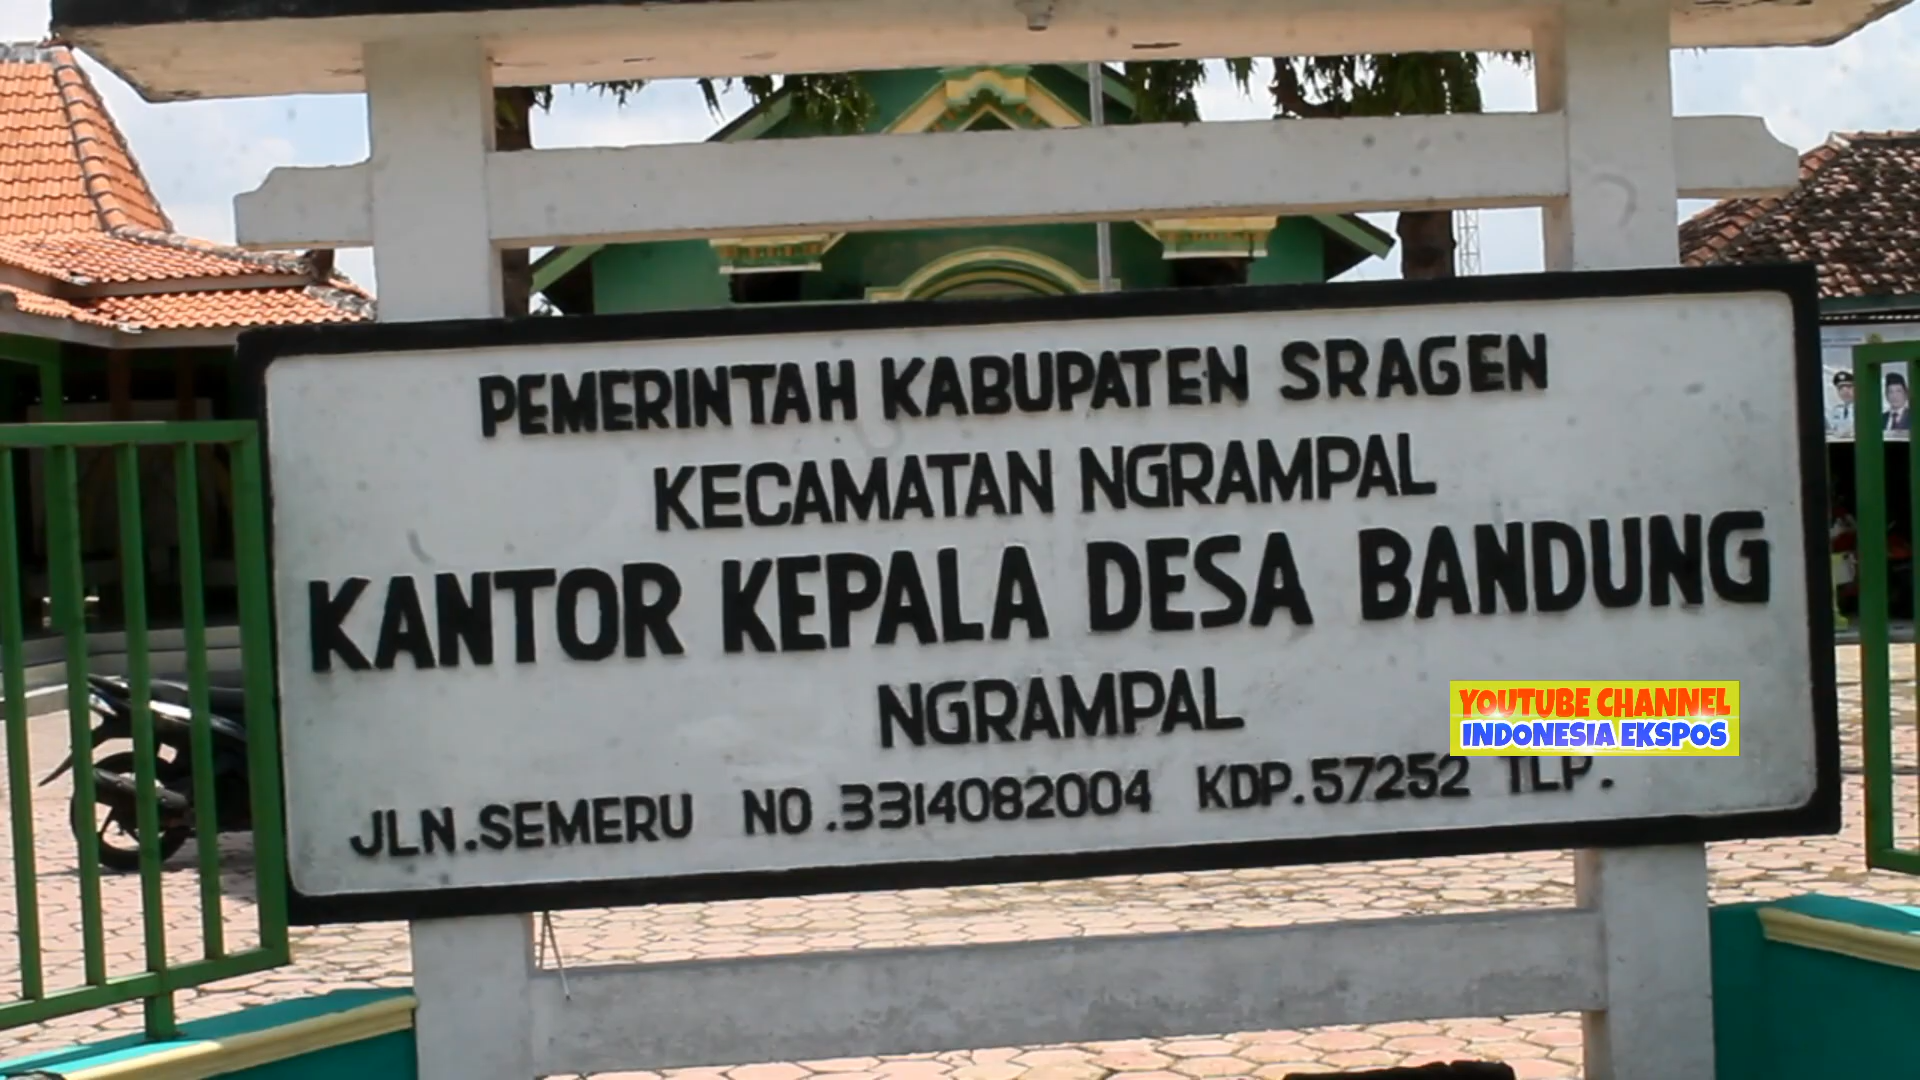 PEMERINTAH KABUPATEN SRAGEN
KECAMATAN NGRAMPAL
KANTOR KEPALA DESA BANDUNG
NGRAMPAL
JLN.SEMERU NO.3314082004 KDP.57252 TLP.
YOUTUBE CHANNEL
INDONESIA EKSPOS